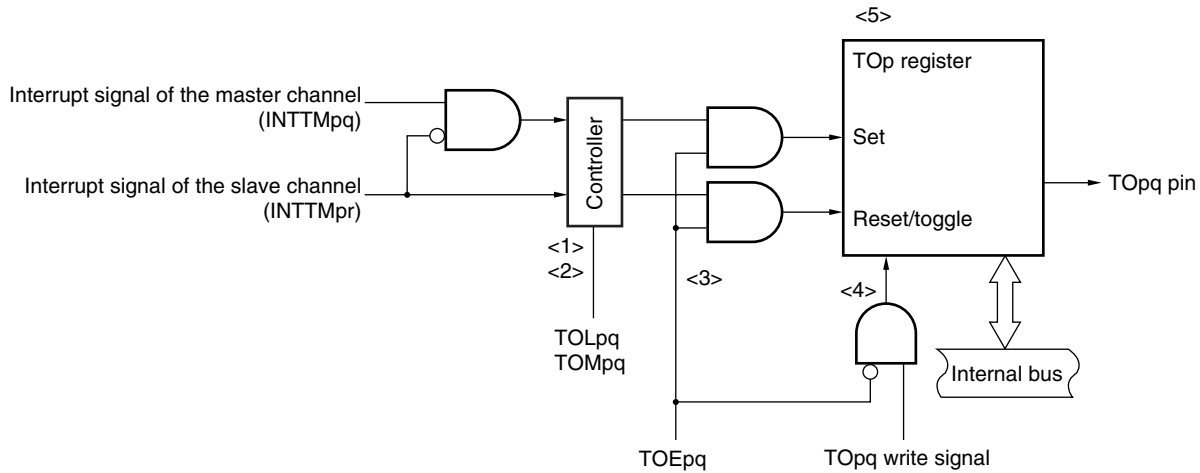 <5>
TOp register
Interrupt signal of the master channel
(INTTMpq)
Controller
Set
Interrupt signal of the slave channel
(INTTMpr)
TOpq pin
Reset/toggle
<1>
<2>
<3>
<4>
TOLpq
TOMpq
Internal bus
TOEpq
TOpq write signal